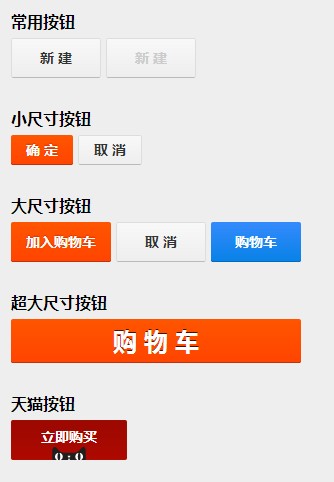 常用按钮
新 建 新 建
小尺寸按钮
确 定 取 消
大尺寸按钮
加入购物车 取 消 购物车
超大尺寸按钮
购 物 车
天猫按钮
立即购买